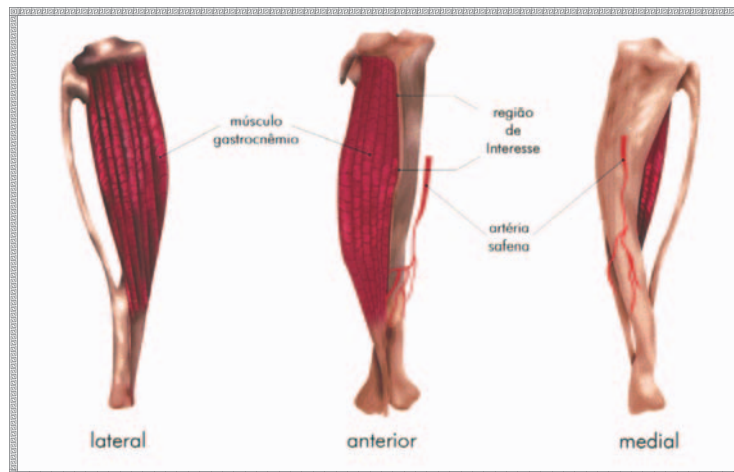 músculo
gastrocnêmio
região
de
Interesse
artéria
safena
lateral
anterior
medial